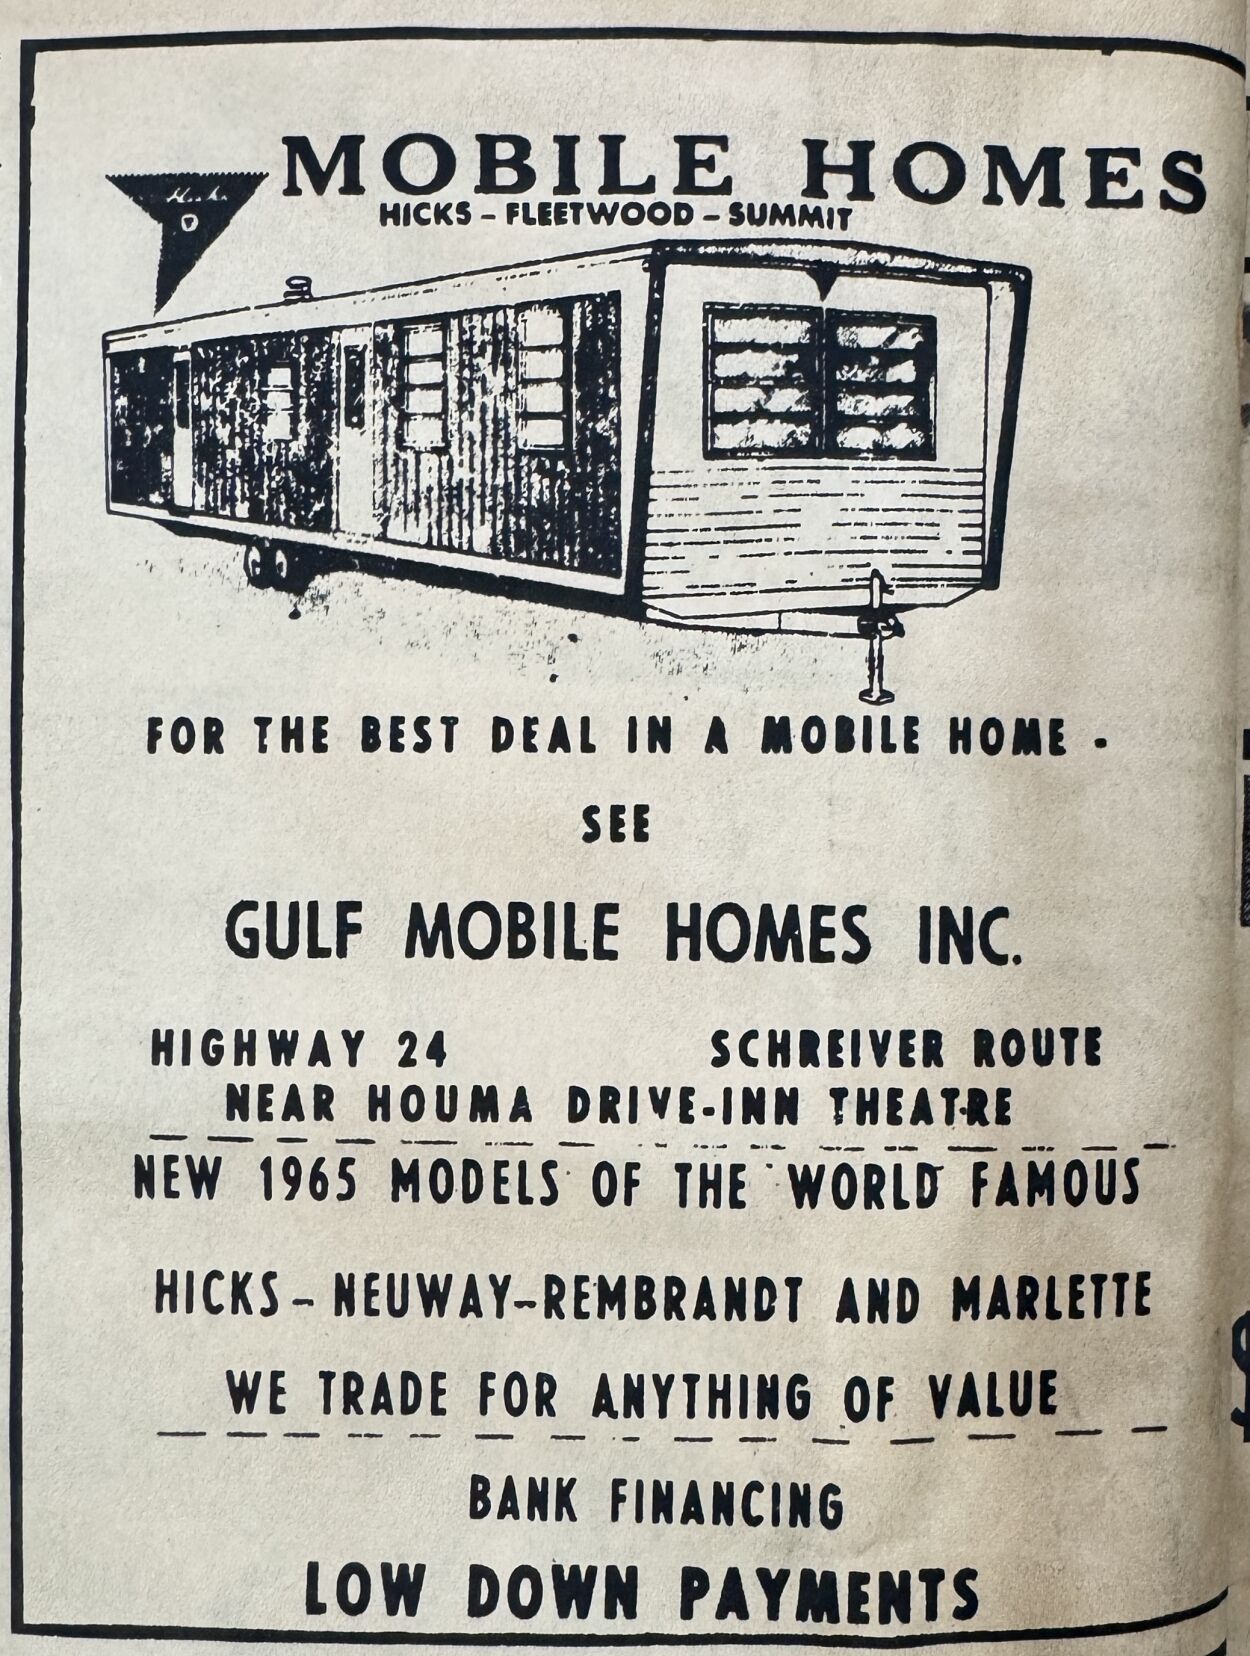 MOBILE HOMES
HICKS - FLEETWOOD - SUMMIT
FOR THE BEST DEAL IN A MOBILE HOME -
SEE
GULF MOBILE HOMES INC.
HIGHWAY 24 SCHREIVER ROUTE
NEAR HOUMA DRIVE-INN THEATRE
NEW 1965 MODELS OF THE WORLD FAMOUS
HICKS - NEUWAY-REMBRANDT AND MARLETTE
WE TRADE FOR ANYTHING OF VALUE
BANK FINANCING
LOW DOWN PAYMENTS
$